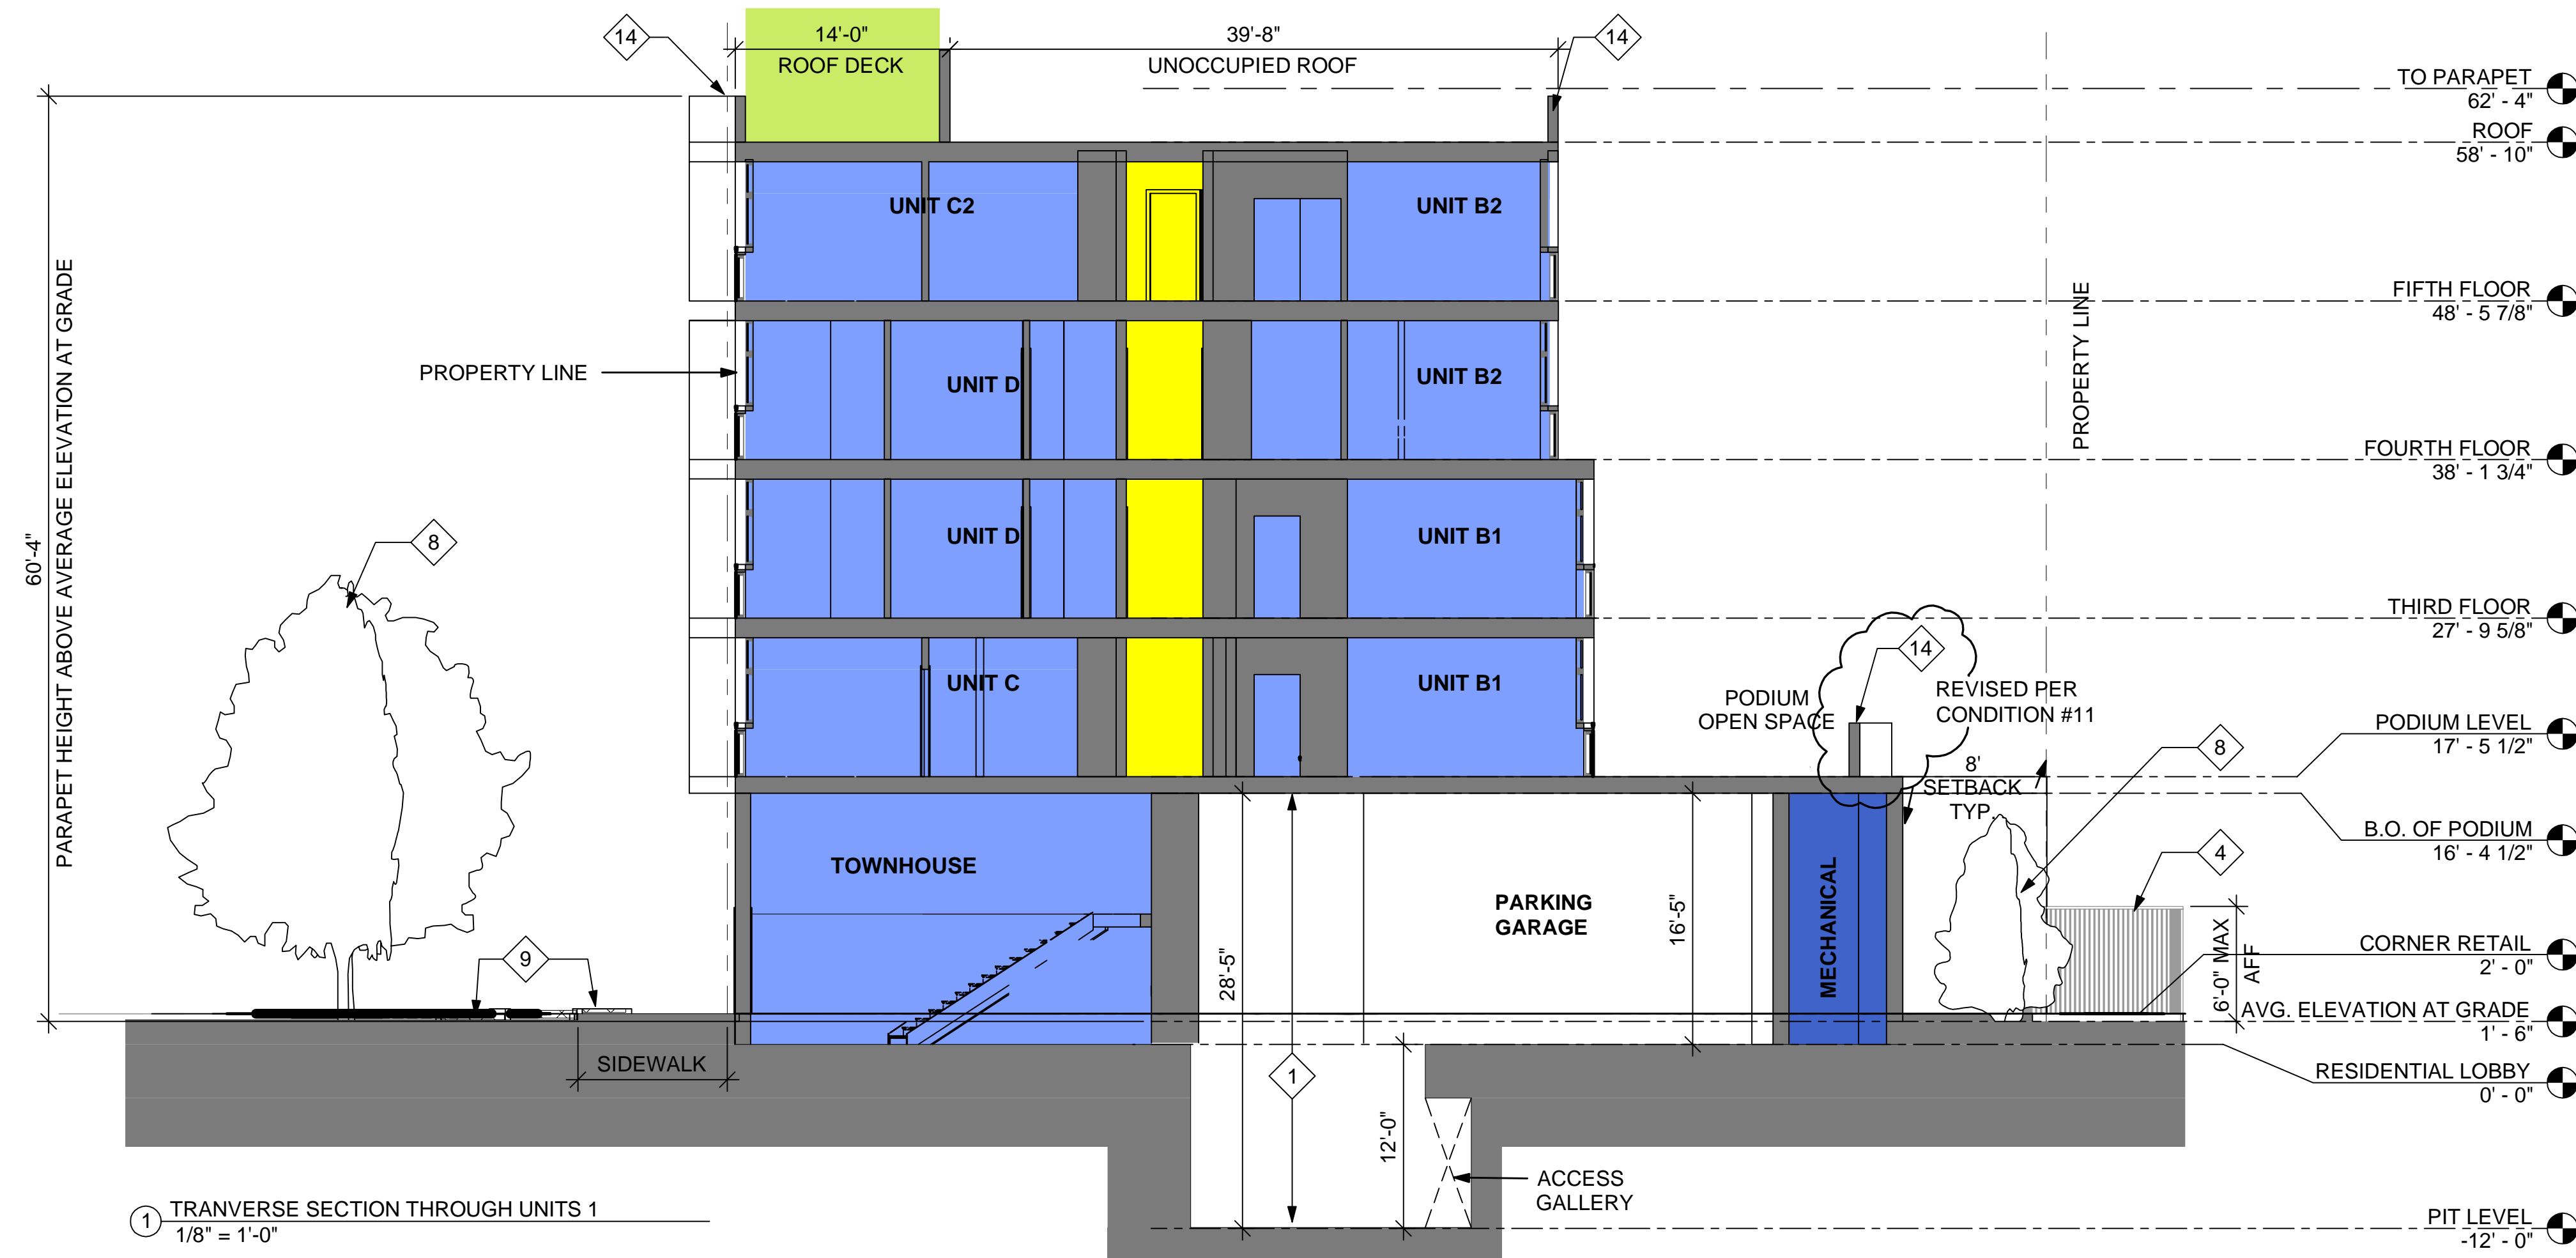 14
14'-0"
39'-8"
14
ROOF DECK
UNOCCUPIED ROOF
TO PARAPET
62' - 4"
ROOF
58' - 10"
UNIT C2
UNIT B2
FIFTH FLOOR
48' - 5 7/8"
PROPERTY LINE
PROPERTY LINE
UNIT D
UNIT B2
FOURTH FLOOR
38' - 1 3/4"
60'-4"
PARAPET HEIGHT ABOVE AVERAGE ELEVATION AT GRADE
8
UNIT D
UNIT B1
THIRD FLOOR
27' - 9 5/8"
UNIT C
UNIT B1
14
PODIUM
OPEN SPACE
REVISED PER
CONDITION #11
PODIUM LEVEL
17' - 5 1/2"
8
8'
SETBACK
TYP.
B.O. OF PODIUM
16' - 4 1/2"
4
TOWNHOUSE
PARKING
GARAGE
MECHANICAL
28'-5"
16'-5"
6'-0" MAX
AFF
CORNER RETAIL
2' - 0"
9
AVG. ELEVATION AT GRADE
1' - 6"
SIDEWALK
1
RESIDENTIAL LOBBY
0' - 0"
12'-0"
ACCESS
GALLERY
1
TRANVERSE SECTION THROUGH UNITS 1
1/8" = 1'-0"
PIT LEVEL
-12' - 0"